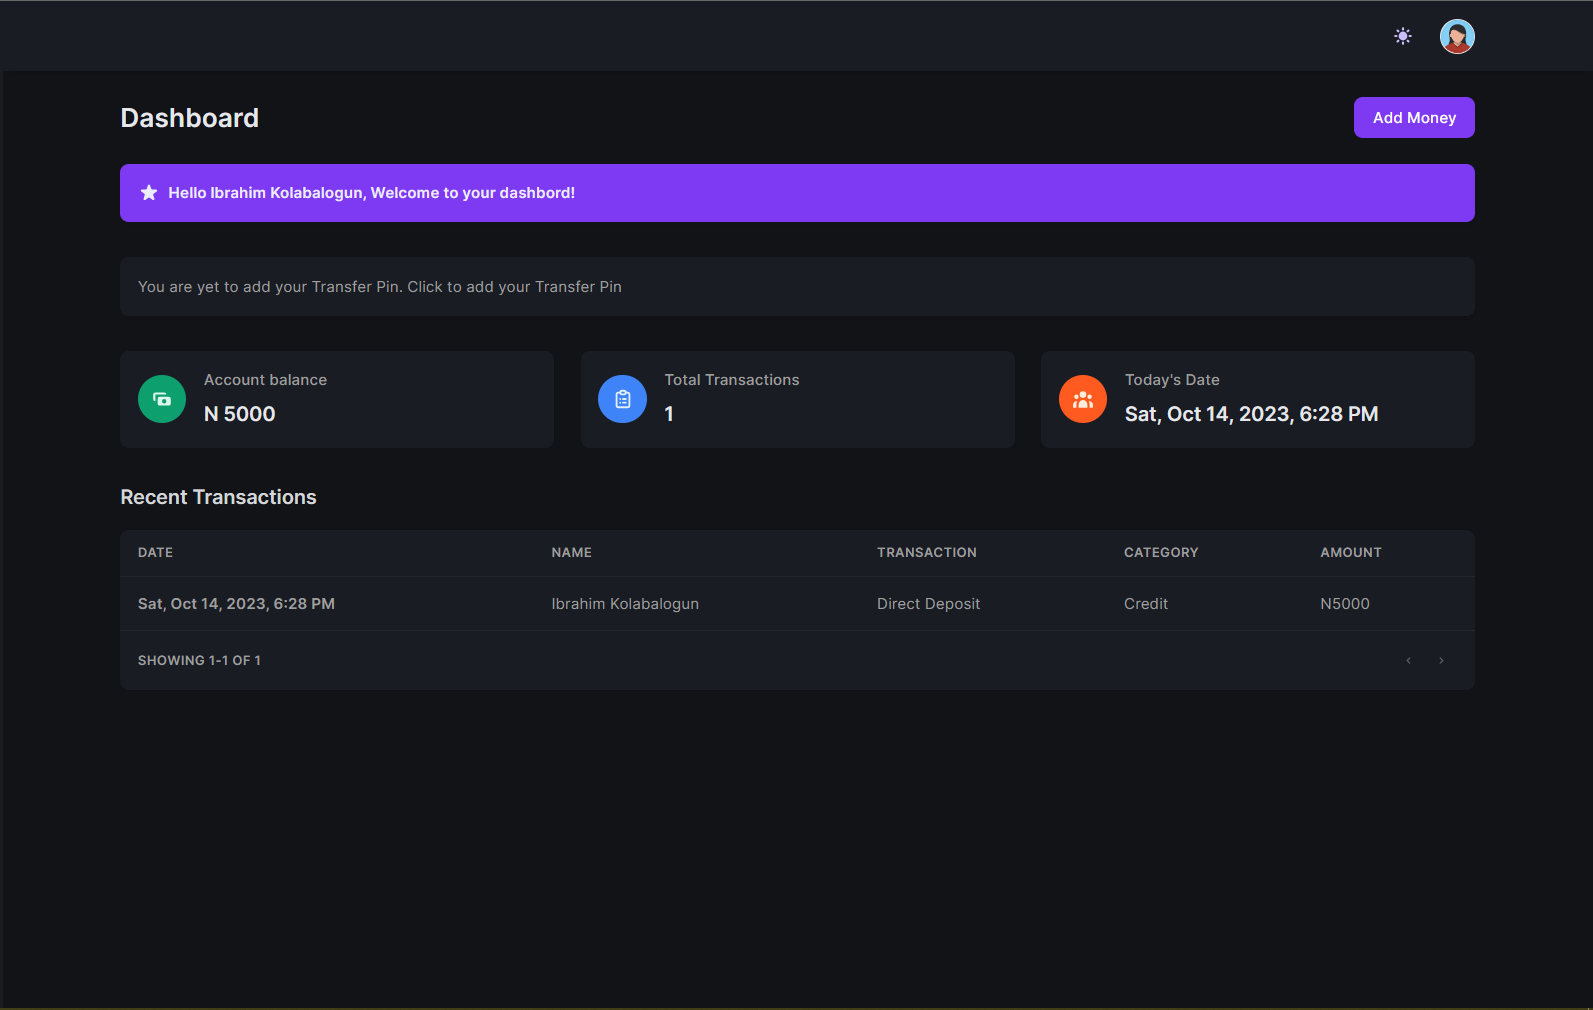 Dashboard
Add Money
Hello Ibrahim Kolabalogun, Welcome to your dashbord!
You are yet to add your Transfer Pin. Click to add your Transfer Pin
Account balance
N 5000
Total Transactions
1
Today's Date
Sat, Oct 14, 2023, 6:28 PM
Recent Transactions
DATE NAME TRANSACTION CATEGORY AMOUNT
Sat, Oct 14, 2023, 6:28 PM Ibrahim Kolabalogun Direct Deposit Credit N5000
SHOWING 1-1 OF 1